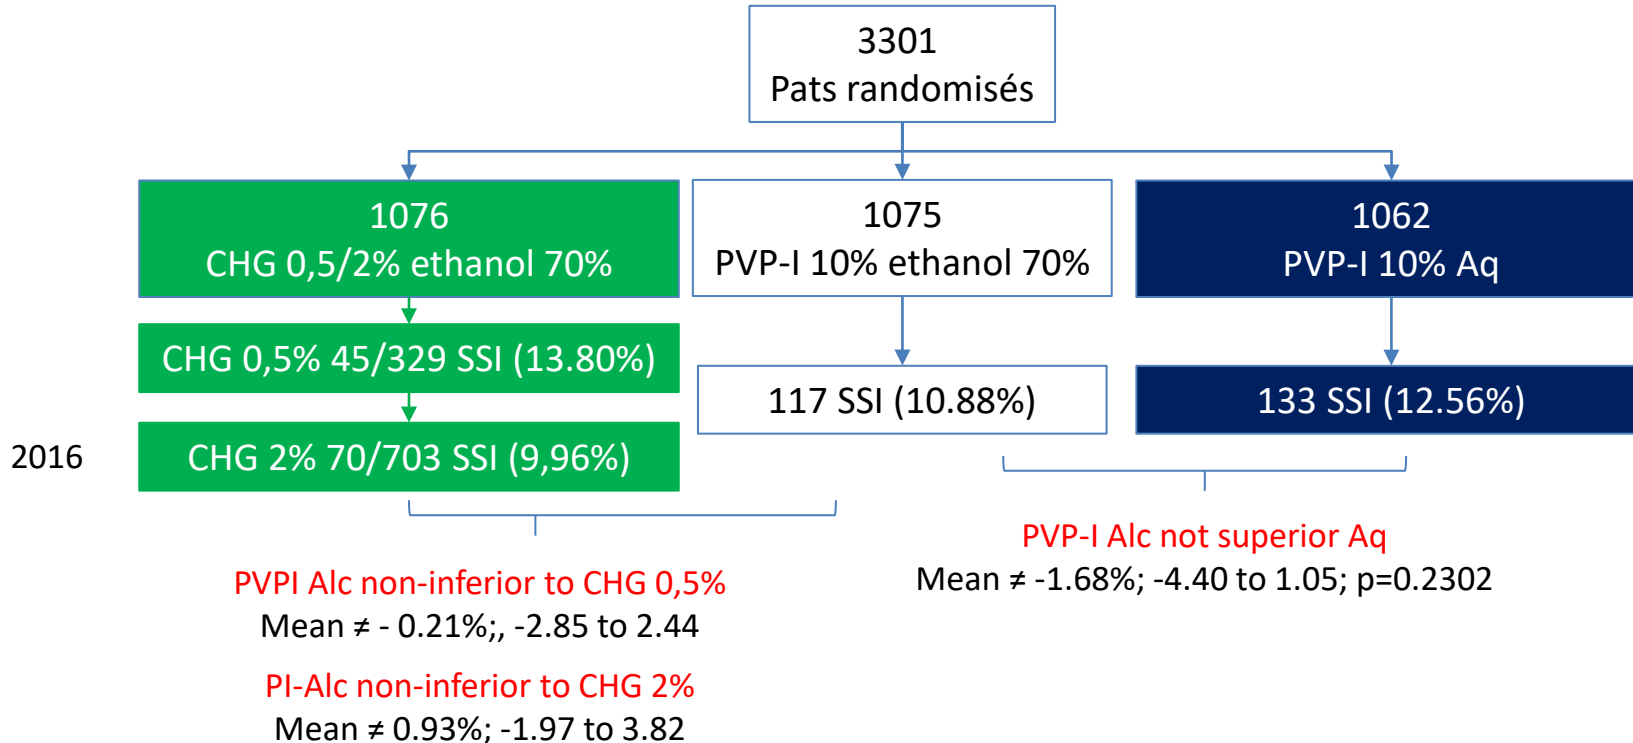 3301
Pats randomisés
1076
CHG 0,5/2% ethanol 70%
1075
PVP-I 10% ethanol 70%
1062
PVP-I 10% Aq
CHG 0,5% 45/329 SSI (13.80%)
117 SSI (10.88%)
133 SSI (12.56%)
2016
CHG 2% 70/703 SSI (9,96%)
PVPI Alc non-inferior to CHG 0,5%
Mean ≠ - 0.21%;, -2.85 to 2.44
PI-Alc non-inferior to CHG 2%
Mean ≠ 0.93%; -1.97 to 3.82
PVP-I Alc not superior Aq
Mean ≠ -1.68%; -4.40 to 1.05; p=0.2302